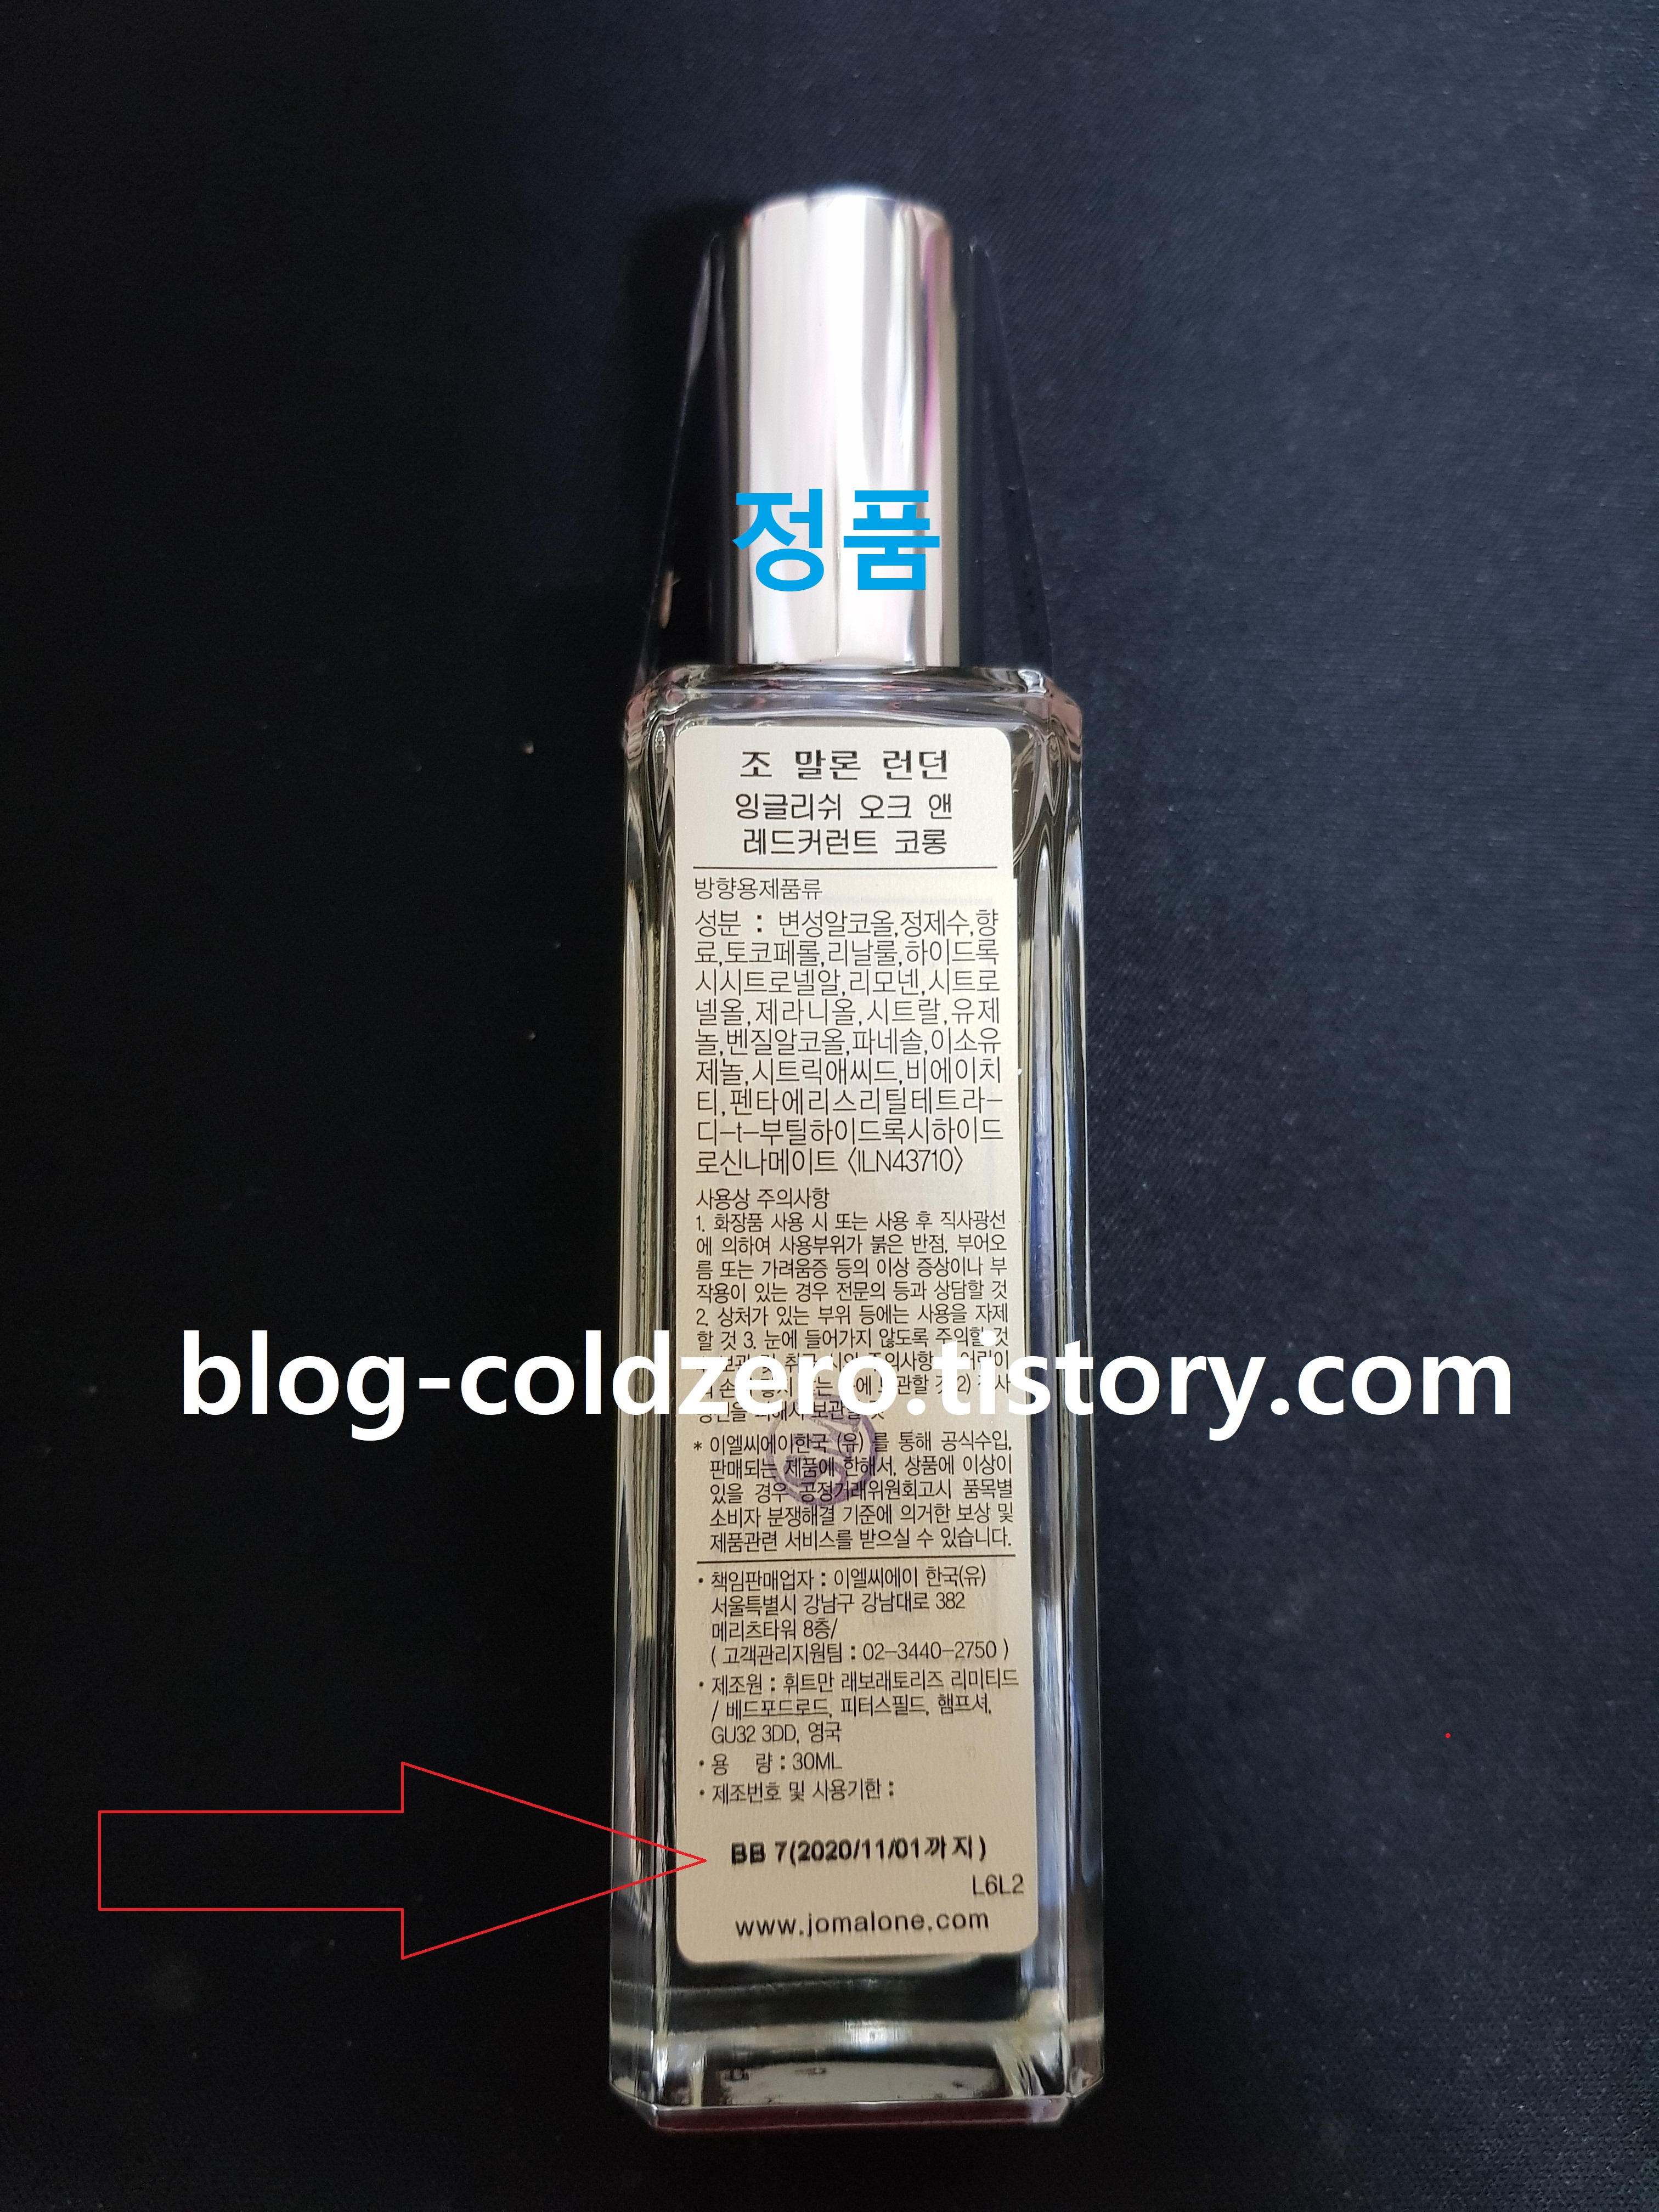 정품
조 말론 런던
잉글리쉬 오크 앤
레드커런트 코롱
방향용제품류
성분 : 변성알코올,정제수,향
료,토코페롤,리날룰,하이드록
시시트로넬알,리모넨,시트로
넬올,제라니올,시트랄,유제
놀,벤질알코올,파네솔,이소유
제놀,시트릭애씨드,비에이치
티,펜타에리스리틸테트라-
디-t-부틸하이드록시하이드
로신나메이트 〈ILN43710〉
사용상 주의사항
1. 화장품 사용 시 또는 사용 후 직사광선
에 의하여 사용부위가 붉은 반점, 부어오
름 또는 가려움증 등의 이상 증상이나 부
작용이 있는 경우 전문의 등과 상담할 것
2. 상처가 있는 부위 등에는 사용을 자제
할 것 3. 눈에 들어가지 않도록 주의할 것
blog-coldzero.tistory.com
보관할 것
* 이엘씨에이한국 (유) 를 통해 공식수입,
판매되는 제품에 한해서, 상품에 이상이
있을 경우 공정거래위원회고시 품목별
소비자 분쟁해결 기준에 의거한 보상 및
제품관련 서비스를 받으실 수 있습니다.
• 책임판매업자 : 이엘씨에이 한국(유)
서울특별시 강남구 강남대로 382
메리츠타워 8층/
( 고객관리지원팀 : 02-3440-2750 )
• 제조원 : 휘트만 래보래토리즈 리미티드
/ 베드포드로드, 피터스필드, 햄프셔,
GU32 3DD, 영국
• 용 량 : 30ML
• 제조번호 및 사용기한 :
BB 7(2020/11/01까지)
L6L2
www.jomalone.com